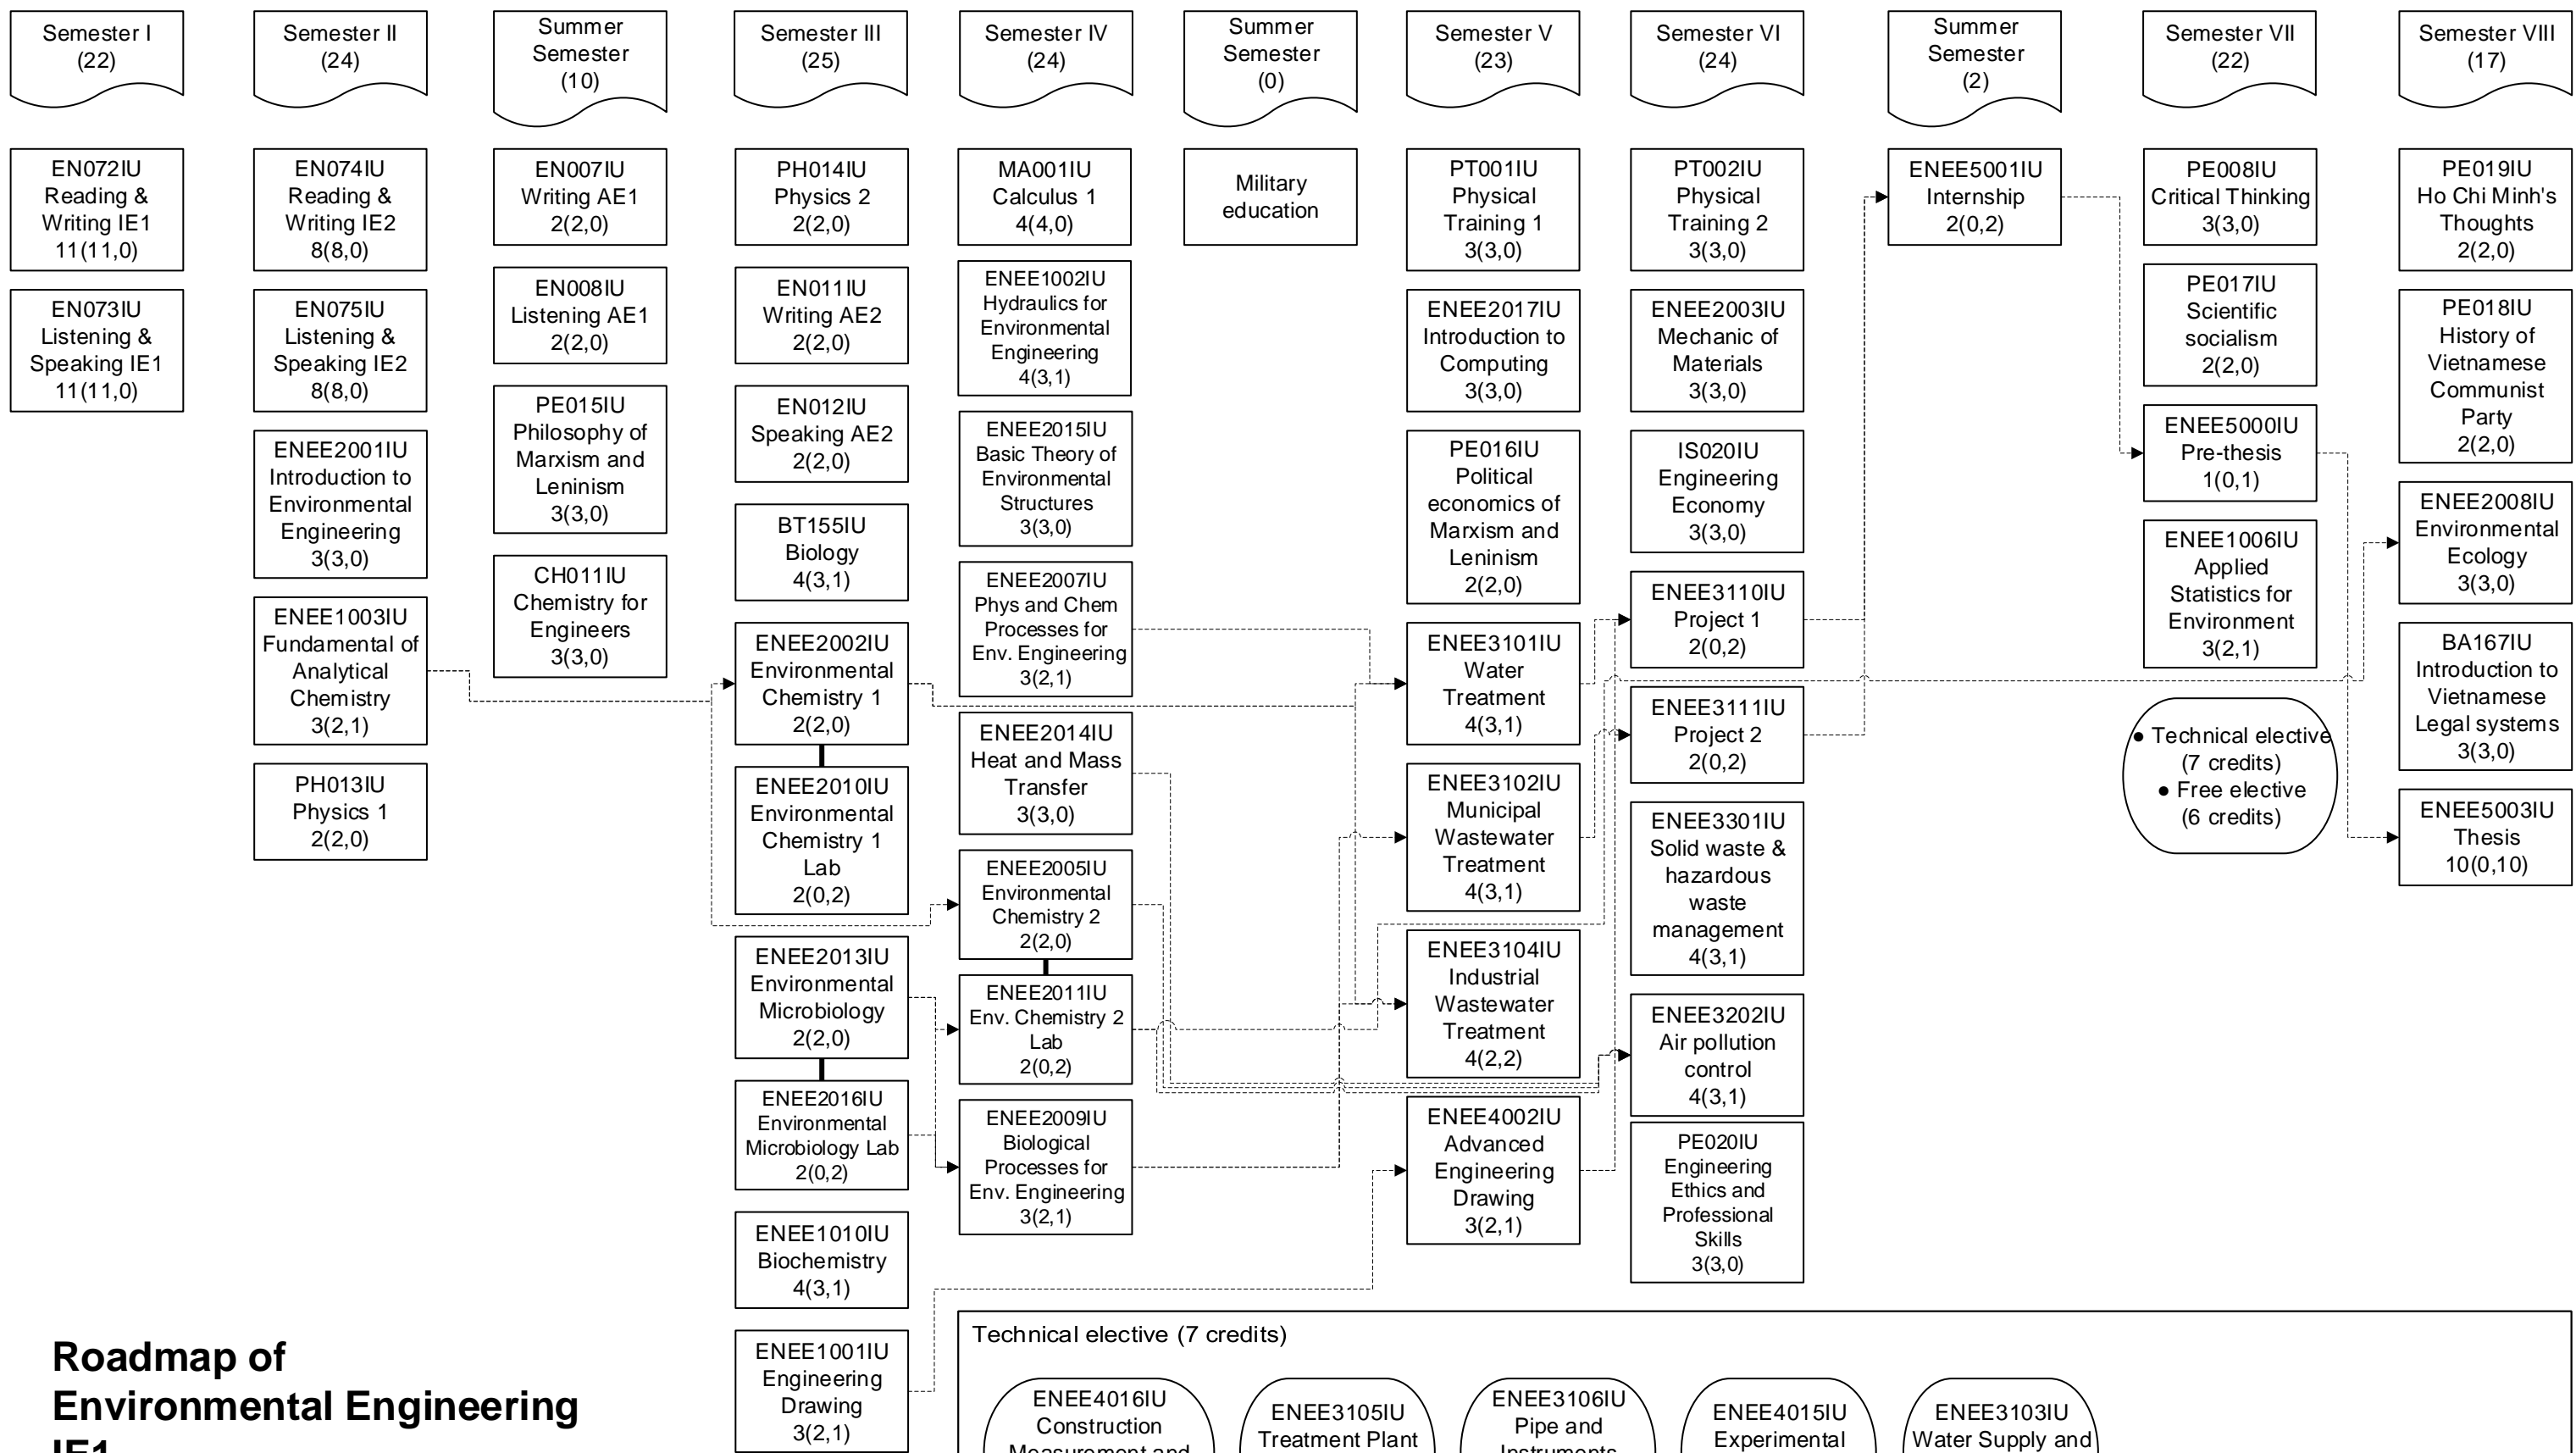 Semester I
(22)
Semester II
(24)
Summer
Semester
(10)
Semester III
(25)
Semester IV
(24)
Summer
Semester
(0)
Semester V
(23)
Semester VI
(24)
Summer
Semester
(2)
Semester VII
(22)
Semester VIII
(17)
EN072IU
Reading &
Writing IE1
11(11,0)
EN073IU
Listening &
Speaking IE1
11(11,0)
EN074IU
Reading &
Writing IE2
8(8,0)
EN075IU
Listening &
Speaking IE2
8(8,0)
ENEE2001IU
Introduction to
Environmental
Engineering
3(3,0)
ENEE1003IU
Fundamental of
Analytical
Chemistry
3(2,1)
PH013IU
Physics 1
2(2,0)
EN007IU
Writing AE1
2(2,0)
EN008IU
Listening AE1
2(2,0)
PE015IU
Philosophy of
Marxism and
Leninism
3(3,0)
CH011IU
Chemistry for
Engineers
3(3,0)
PH014IU
Physics 2
2(2,0)
EN011IU
Writing AE2
2(2,0)
EN012IU
Speaking AE2
2(2,0)
BT155IU
Biology
4(3,1)
ENEE2002IU
Environmental
Chemistry 1
2(2,0)
ENEE2010IU
Environmental
Chemistry 1
Lab
2(0,2)
ENEE2013IU
Environmental
Microbiology
2(2,0)
ENEE2016IU
Environmental
Microbiology Lab
2(0,2)
ENEE1010IU
Biochemistry
4(3,1)
ENEE1001IU
Engineering
Drawing
3(2,1)
MA001IU
Calculus 1
4(4,0)
ENEE1002IU
Hydraulics for
Environmental
Engineering
4(3,1)
ENEE2015IU
Basic Theory of
Environmental
Structures
3(3,0)
ENEE2007IU
Phys and Chem
Processes for
Env. Engineering
3(2,1)
ENEE2014IU
Heat and Mass
Transfer
3(3,0)
ENEE2005IU
Environmental
Chemistry 2
2(2,0)
ENEE2011IU
Env. Chemistry 2
Lab
2(0,2)
ENEE2009IU
Biological
Processes for
Env. Engineering
3(2,1)
Military
education
PT001IU
Physical
Training 1
3(3,0)
ENEE2017IU
Introduction to
Computing
3(3,0)
PE016IU
Political
economics of
Marxism and
Leninism
2(2,0)
ENEE3101IU
Water
Treatment
4(3,1)
ENEE3102IU
Municipal
Wastewater
Treatment
4(3,1)
ENEE3104IU
Industrial
Wastewater
Treatment
4(2,2)
ENEE4002IU
Advanced
Engineering
Drawing
3(2,1)
PT002IU
Physical
Training 2
3(3,0)
ENEE2003IU
Mechanic of
Materials
3(3,0)
IS020IU
Engineering
Economy
3(3,0)
ENEE3110IU
Project 1
2(0,2)
ENEE3111IU
Project 2
2(0,2)
ENEE3301IU
Solid waste &
hazardous
waste
management
4(3,1)
ENEE3202IU
Air pollution
control
4(3,1)
PE020IU
Engineering
Ethics and
Professional
Skills
3(3,0)
ENEE5001IU
Internship
2(0,2)
PE008IU
Critical Thinking
3(3,0)
PE017IU
Scientific
socialism
2(2,0)
ENEE5000IU
Pre-thesis
1(0,1)
ENEE1006IU
Applied
Statistics for
Environment
3(2,1)
● Technical elective
(7 credits)
● Free elective
(6 credits)
PE019IU
Ho Chi Minh's
Thoughts
2(2,0)
PE018IU
History of
Vietnamese
Communist
Party
2(2,0)
ENEE2008IU
Environmental
Ecology
3(3,0)
BA167IU
Introduction to
Vietnamese
Legal systems
3(3,0)
ENEE5003IU
Thesis
10(0,10)
Roadmap of
Environmental Engineering
IE1
Technical elective (7 credits)
ENEE4016IU
Construction
Measurement and
ENEE3105IU
Treatment Plant
ENEE3106IU
Pipe and
Instruments
ENEE4015IU
Experimental
ENEE3103IU
Water Supply and